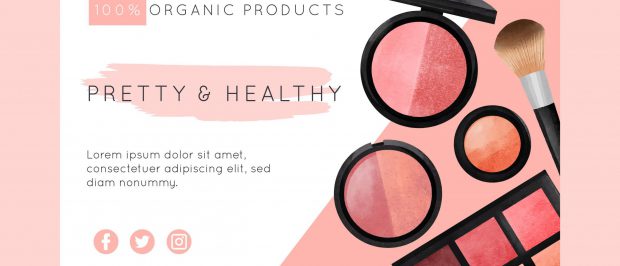 100% ORGANIC PRODUCTS
PRETTY & HEALTHY
Lorem ipsum dolor sit amet,
consectetuer adipiscing elit, sed
diam nonummy.